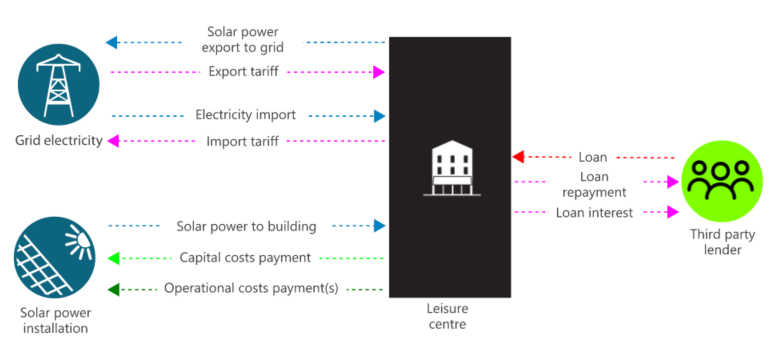 Solar power
export to grid
Export tariff
Electricity import
Import tariff
Grid electricity
Loan
Loan
repayment
Loan interest
Third party
lender
Solar power to building
Capital costs payment
Operational costs payment(s)
Solar power
installation
Leisure
centre